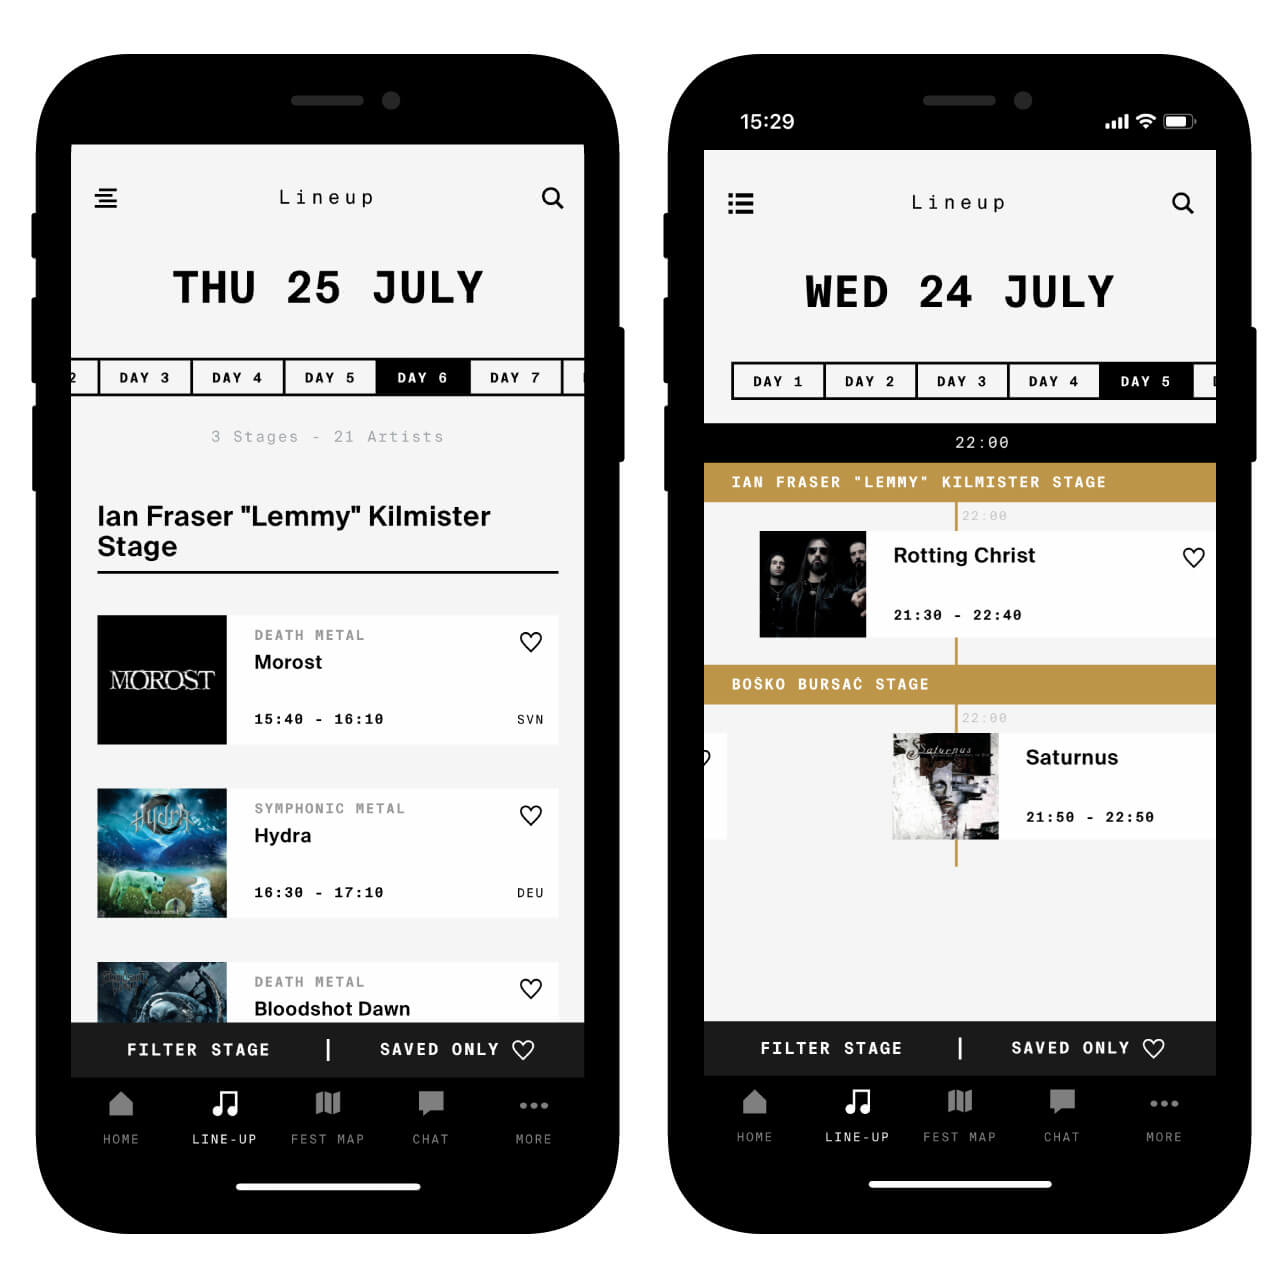 Lineup
THU 25 JULY
2 DAY 3 DAY 4 DAY 5 DAY 6 DAY 7
3 Stages - 21 Artists
Ian Fraser "Lemmy" Kilmister
Stage
MOROST
DEATH METAL
Morost
15:40 - 16:10 SVN
Hydra
SYMPHONIC METAL
Hydra
16:30 - 17:10 DEU
DEATH METAL
Bloodshot Dawn
FILTER STAGE | SAVED ONLY
HOME LINE-UP FEST MAP CHAT MORE
15:29
Lineup
WED 24 JULY
DAY 1 DAY 2 DAY 3 DAY 4 DAY 5
22:00
IAN FRASER "LEMMY" KILMISTER STAGE
22:00
Rotting Christ
21:30 - 22:40
BOŠKO BURSAĆ STAGE
22:00
Saturnus
Saturnus
21:50 - 22:50
FILTER STAGE | SAVED ONLY
HOME LINE-UP FEST MAP CHAT MORE